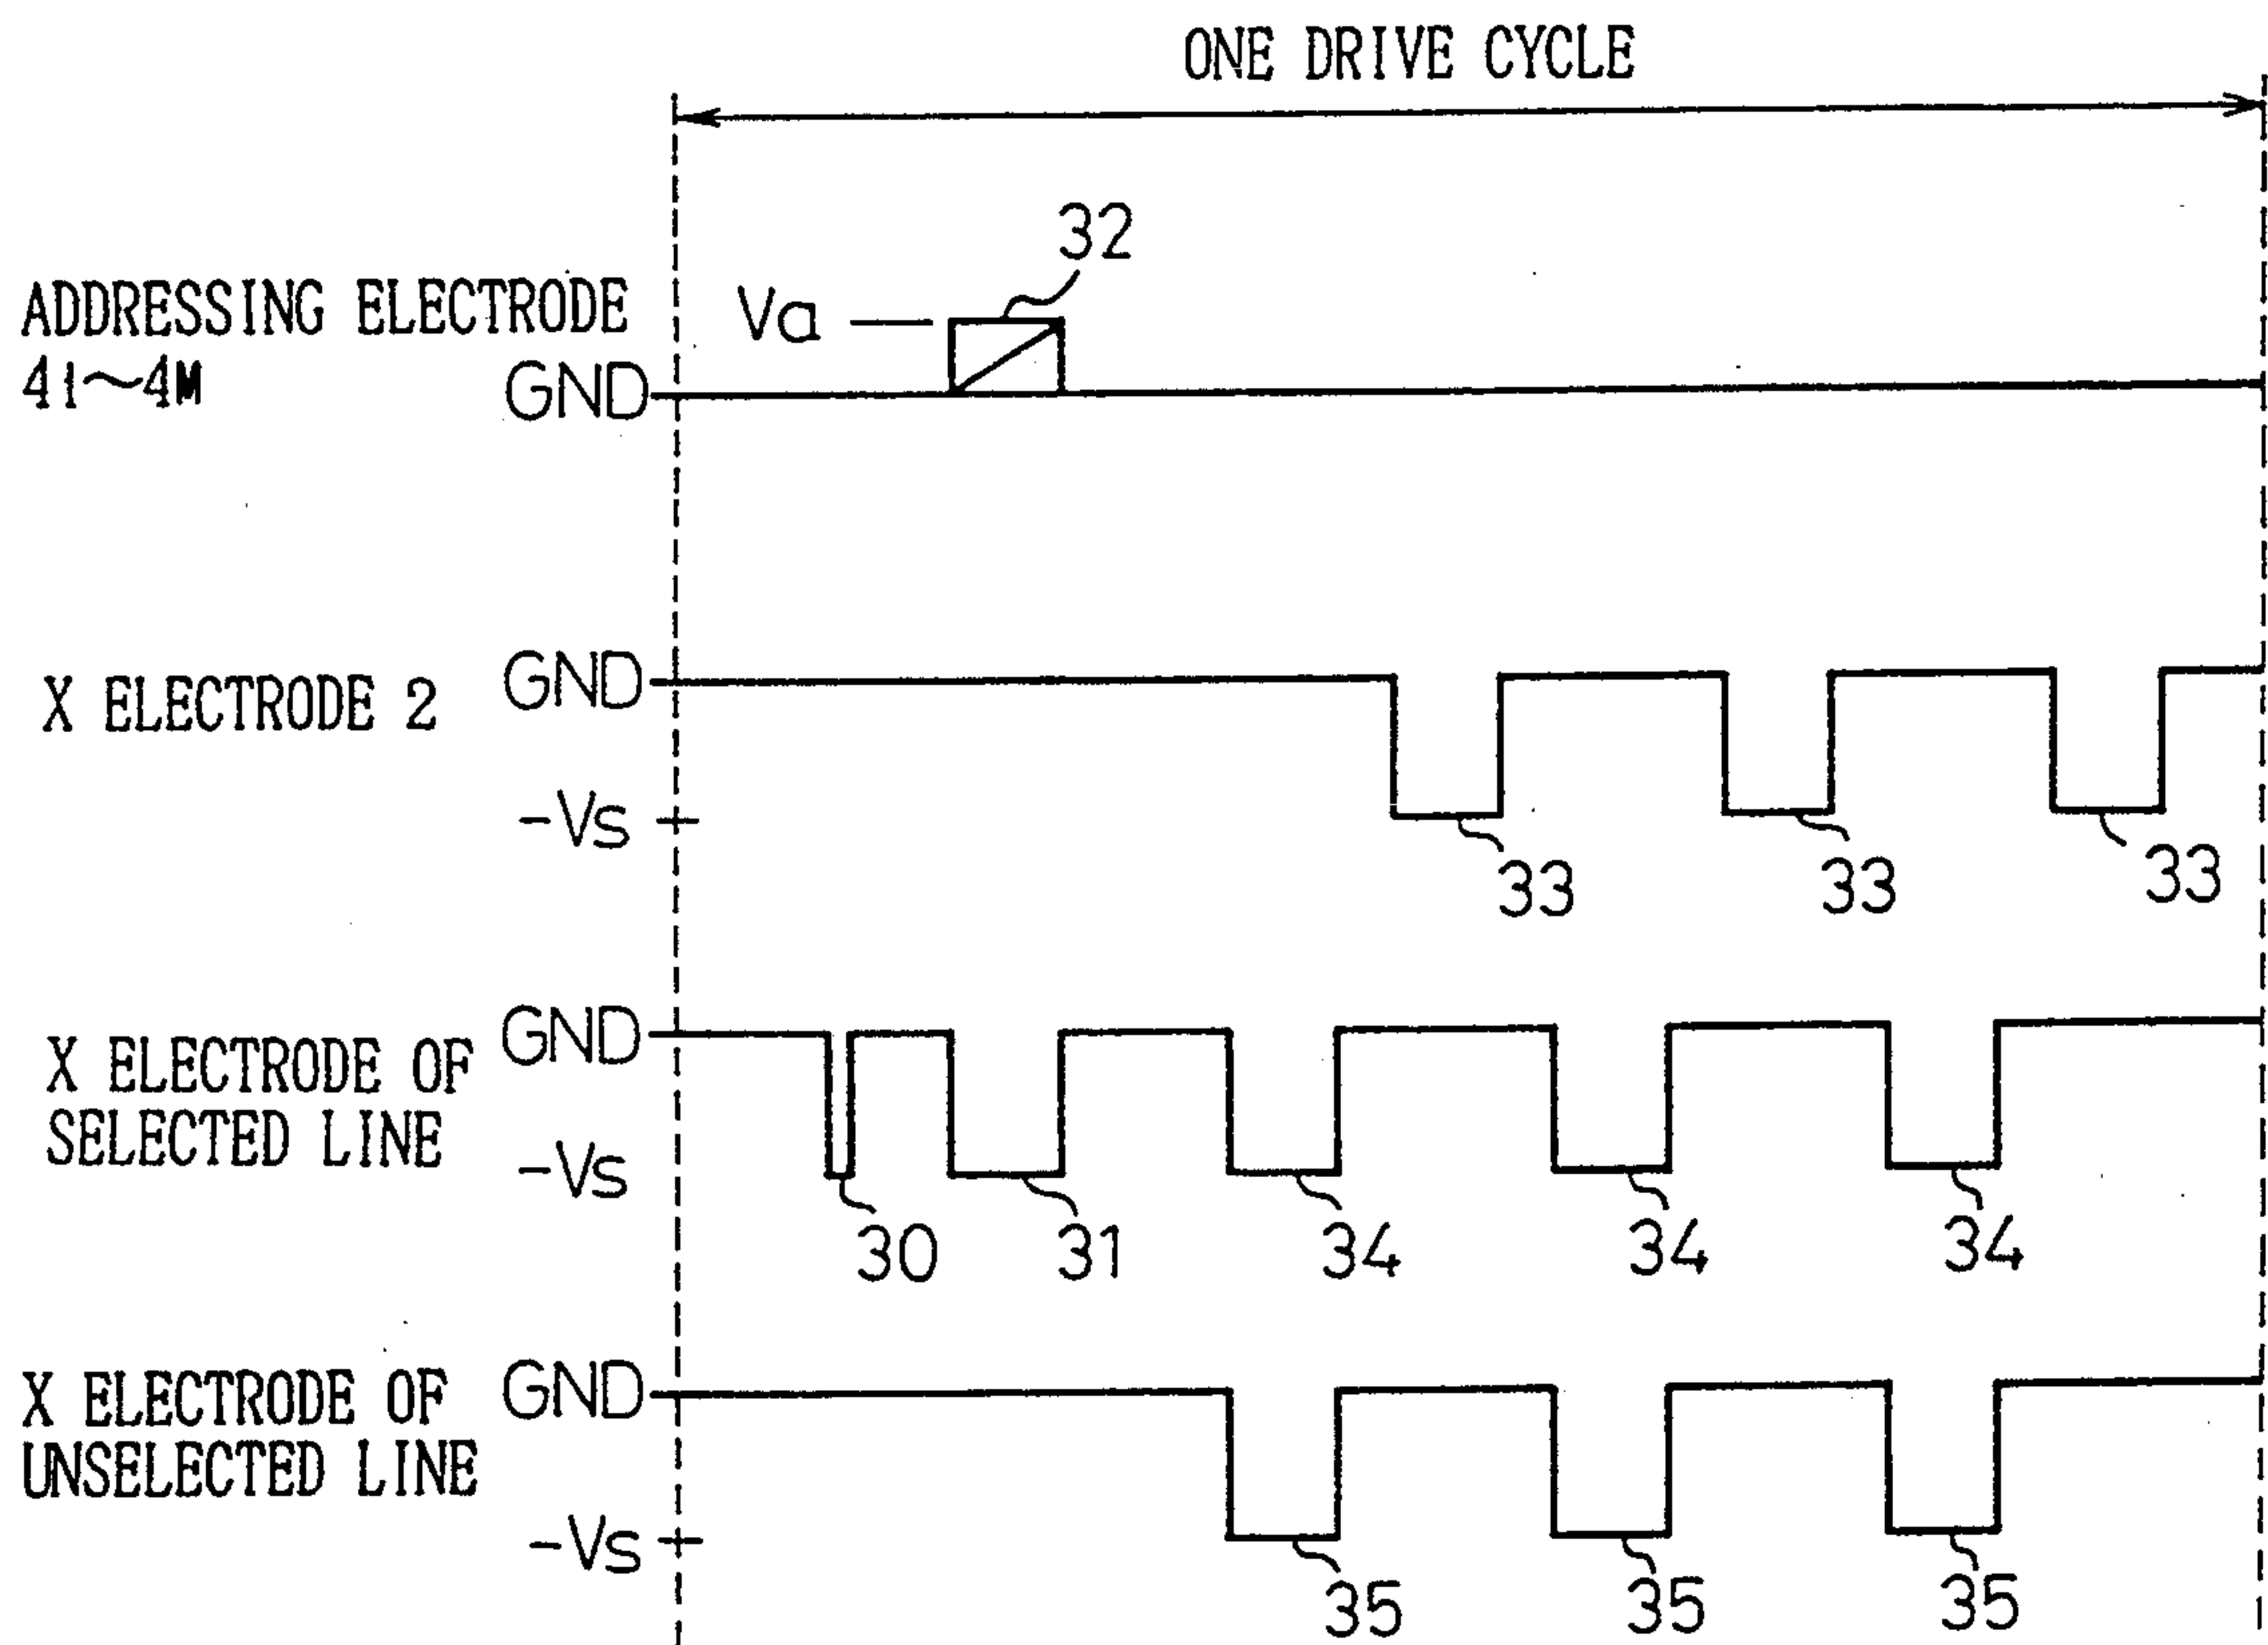 ONE DRIVE CYCLE
32
ADDRESSING ELECTRODE
41~4M
Va
GND
X ELECTRODE 2
GND
-Vs
33
33
33
X ELECTRODE OF
SELECTED LINE
GND
-Vs
30
31
34
34
34
X ELECTRODE OF
UNSELECTED LINE
GND
-Vs
35
35
35